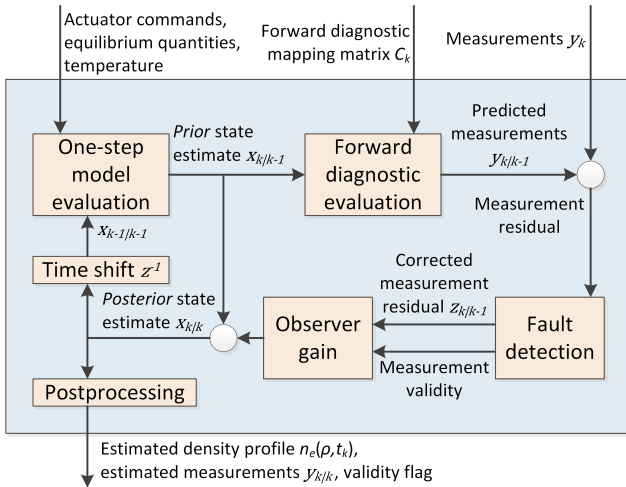 Actuator commands,
equilibrium quantities,
temperature
Forward diagnostic
mapping matrix Cₖ
Measurements yₖ
One-step
model
evaluation
Prior state
estimate xₖ|ₖ₋₁
Forward
diagnostic
evaluation
Predicted
measurements
yₖ|ₖ₋₁
Measurement
residual
xₖ₋₁|ₖ₋₁
Time shift z⁻¹
Posterior state
estimate xₖ|ₖ
Observer
gain
Corrected
measurement
residual zₖ|ₖ₋₁
Measurement
validity
Fault
detection
Postprocessing
Estimated density profile nₑ(ρ,tₖ),
estimated measurements yₖ|ₖ, validity flag